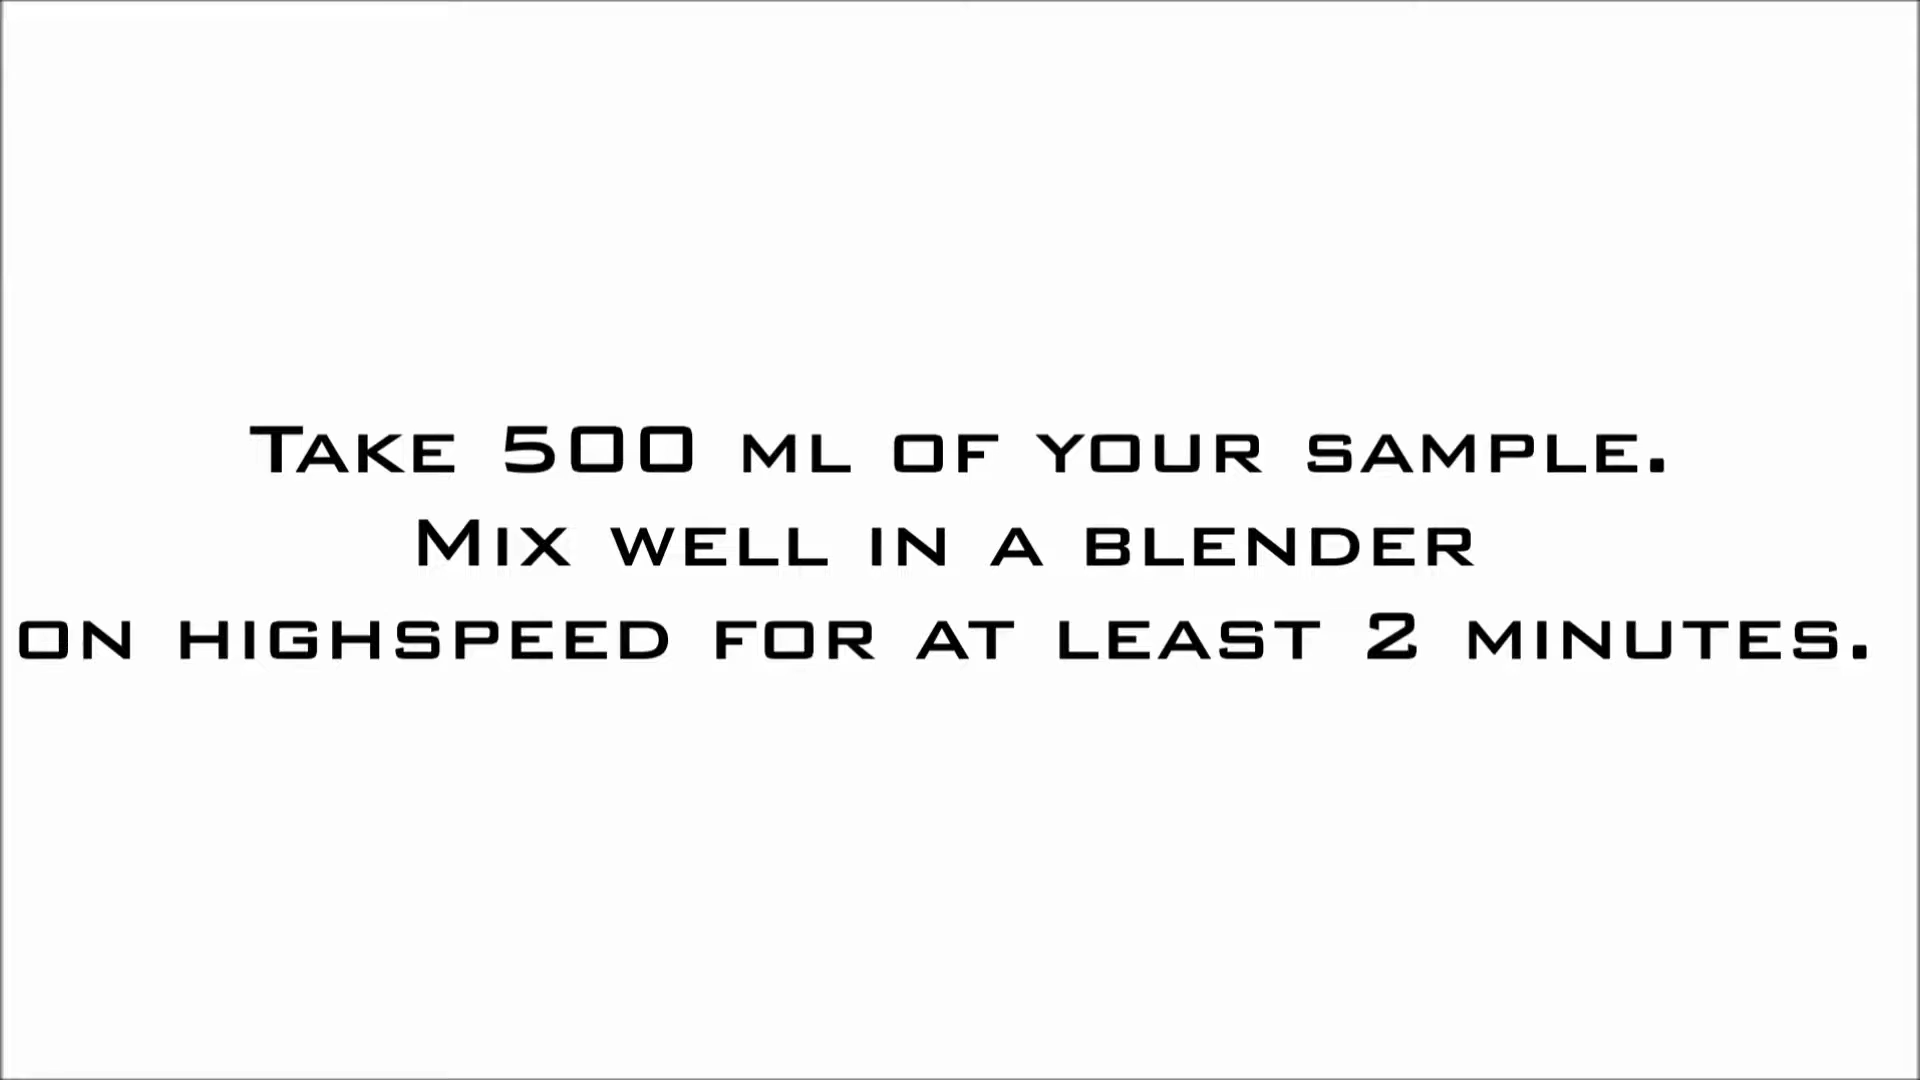 Take 500 ml of your sample.
Mix well in a blender
on highspeed for at least 2 minutes.